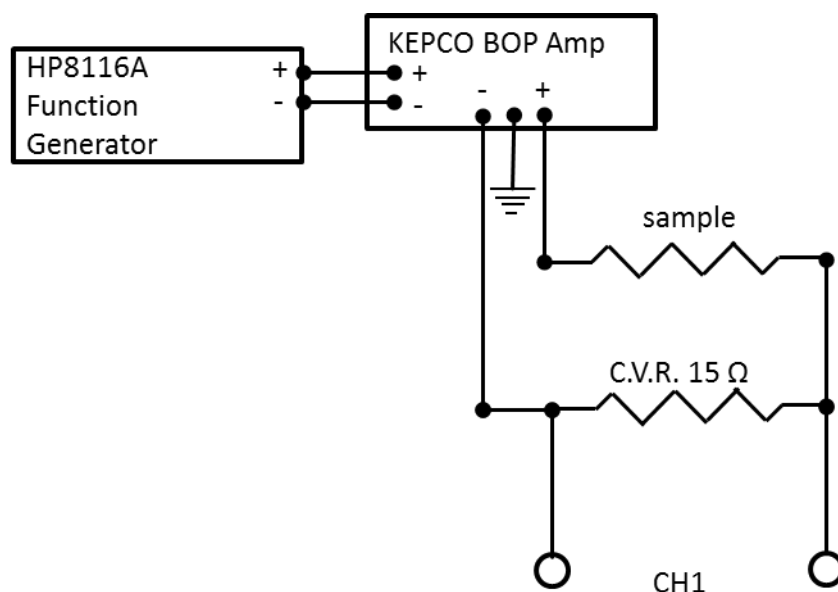 HP8116A +
Function -
Generator
KEPCO BOP Amp
+
-
- +
sample
C.V.R. 15 Ω
CH1